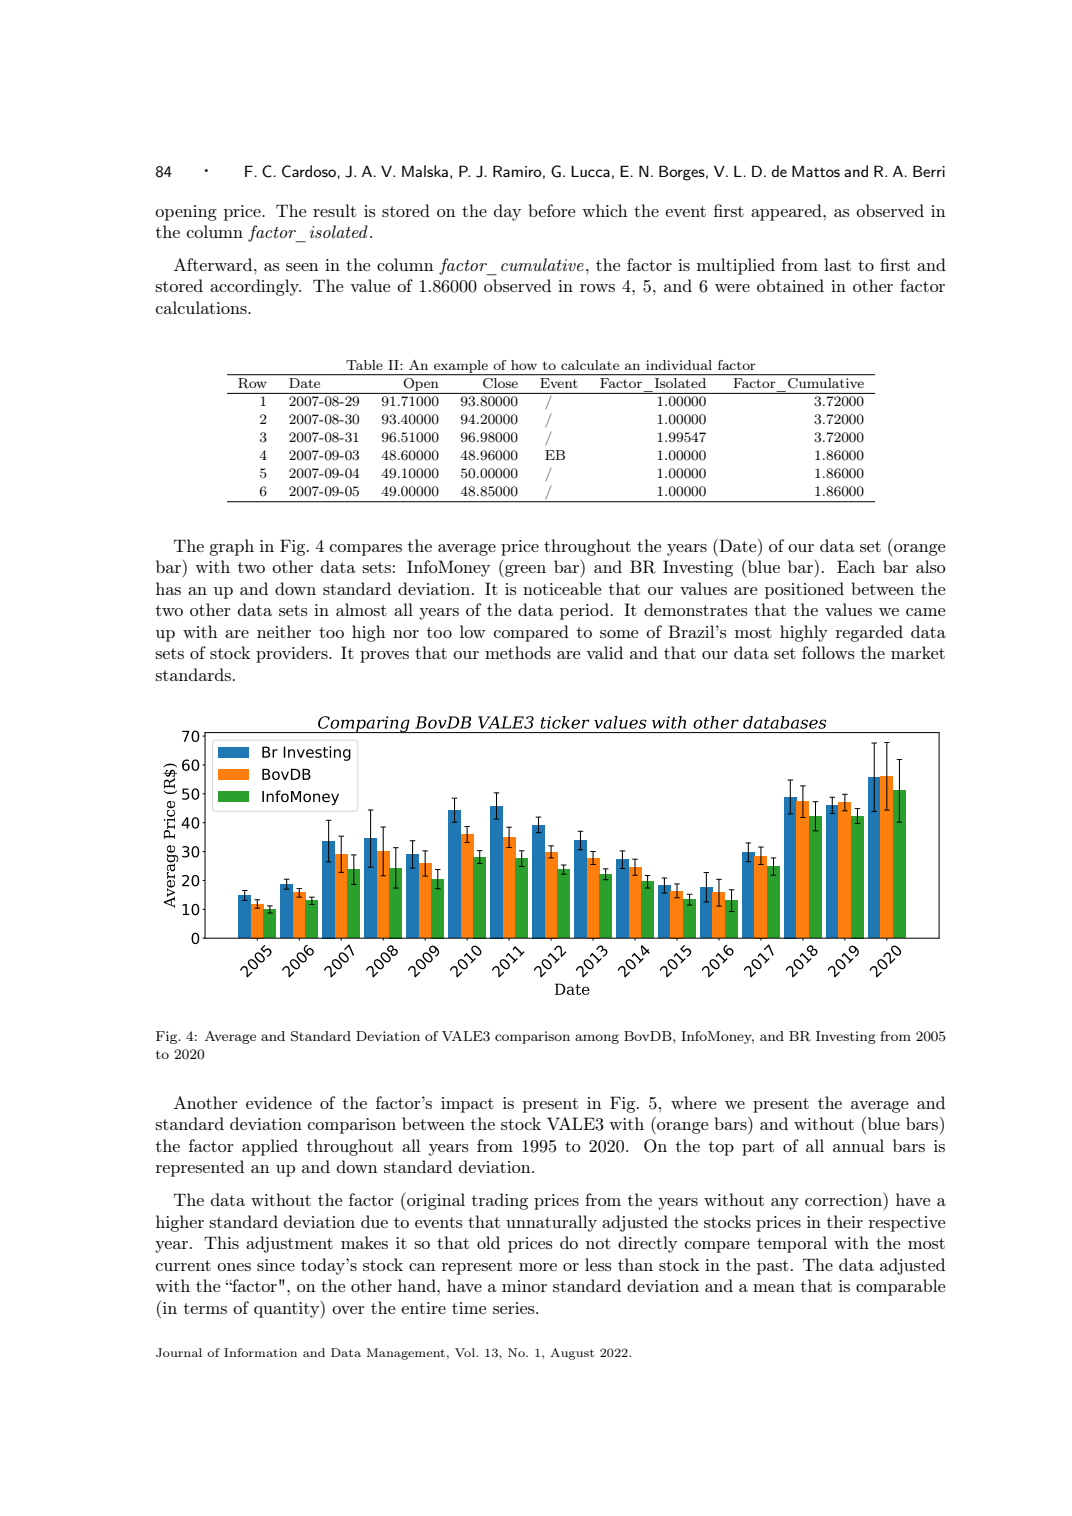 84 · F. C. Cardoso, J. A. V. Malska, P. J. Ramiro, G. Lucca, E. N. Borges, V. L. D. de Mattos and R. A. Berri
opening price. The result is stored on the day before which the event first appeared, as observed in
the column factor_isolated.
Afterward, as seen in the column factor_cumulative, the factor is multiplied from last to first and
stored accordingly. The value of 1.86000 observed in rows 4, 5, and 6 were obtained in other factor
calculations.
Table II: An example of how to calculate an individual factor
Row Date Open Close Event Factor_Isolated Factor_Cumulative
1 2007-08-29 91.71000 93.80000 / 1.00000 3.72000
2 2007-08-30 93.40000 94.20000 / 1.00000 3.72000
3 2007-08-31 96.51000 96.98000 / 1.99547 3.72000
4 2007-09-03 48.60000 48.96000 EB 1.00000 1.86000
5 2007-09-04 49.10000 50.00000 / 1.00000 1.86000
6 2007-09-05 49.00000 48.85000 / 1.00000 1.86000
The graph in Fig. 4 compares the average price throughout the years (Date) of our data set (orange
bar) with two other data sets: InfoMoney (green bar) and BR Investing (blue bar). Each bar also
has an up and down standard deviation. It is noticeable that our values are positioned between the
two other data sets in almost all years of the data period. It demonstrates that the values we came
up with are neither too high nor too low compared to some of Brazil's most highly regarded data
sets of stock providers. It proves that our methods are valid and that our data set follows the market
standards.
Comparing BovDB VALE3 ticker values with other databases
Average Price (R$)
70
60
50
40
30
20
10
0
Br Investing
BovDB
InfoMoney
2005 2006 2007 2008 2009 2010 2011 2012 2013 2014 2015 2016 2017 2018 2019 2020
Date
Fig. 4: Average and Standard Deviation of VALE3 comparison among BovDB, InfoMoney, and BR Investing from 2005
to 2020
Another evidence of the factor's impact is present in Fig. 5, where we present the average and
standard deviation comparison between the stock VALE3 with (orange bars) and without (blue bars)
the factor applied throughout all years from 1995 to 2020. On the top part of all annual bars is
represented an up and down standard deviation.
The data without the factor (original trading prices from the years without any correction) have a
higher standard deviation due to events that unnaturally adjusted the stocks prices in their respective
year. This adjustment makes it so that old prices do not directly compare temporal with the most
current ones since today's stock can represent more or less than stock in the past. The data adjusted
with the “factor", on the other hand, have a minor standard deviation and a mean that is comparable
(in terms of quantity) over the entire time series.
Journal of Information and Data Management, Vol. 13, No. 1, August 2022.